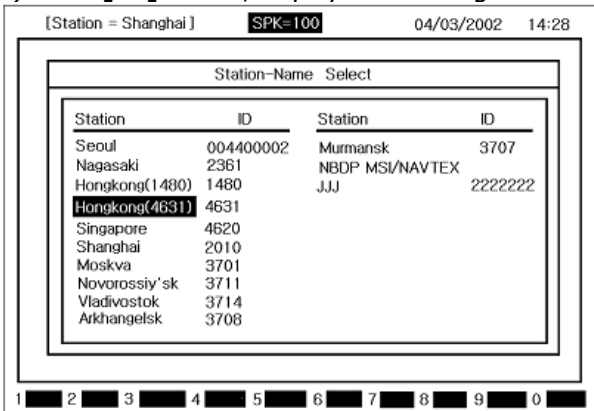 [Station = Shanghai] SPK=100 04/03/2002 14:28
Station-Name Select
Station ID Station ID
Seoul 004400002 Murmansk 3707
Nagasaki 2361 NBDP MSI/NAVTEX
Hongkong(1480) 1480 JJJ 2222222
Hongkong(4631) 4631
Singapore 4620
Shanghai 2010
Moskva 3701
Novorossiy'sk 3711
Vladivostok 3714
Arkhangelsk 3708
1 2 3 4 5 6 7 8 9 0